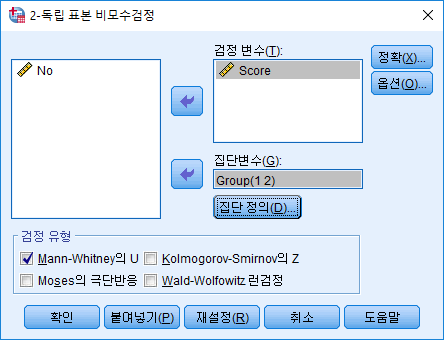 2-독립 표본 비모수검정
검정 변수(T):
No
Score
정확(X)...
옵션(O)...
집단변수(G):
Group(1 2)
집단 정의(D)...
검정 유형
Mann-Whitney의 U
Kolmogorov-Smirnov의 Z
Moses의 극단반응
Wald-Wolfowitz 런검정
확인
붙여넣기(P)
재설정(R)
취소
도움말